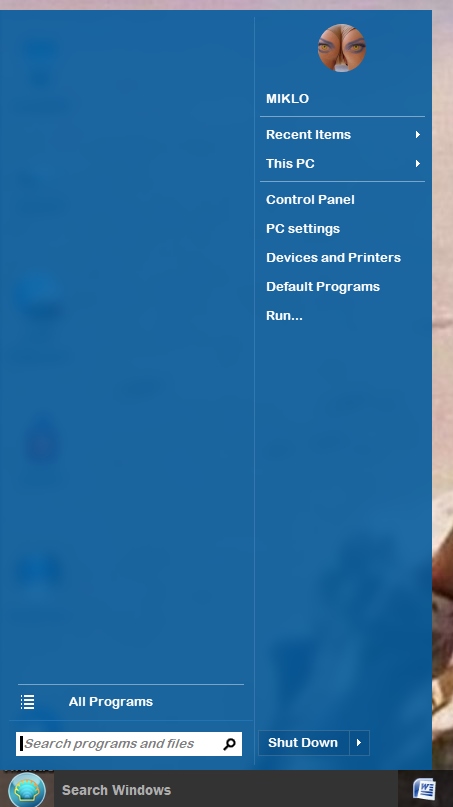 MIKLO
Recent Items
This PC
Control Panel
PC settings
Devices and Printers
Default Programs
Run...
All Programs
Search programs and files
Shut Down
Search Windows